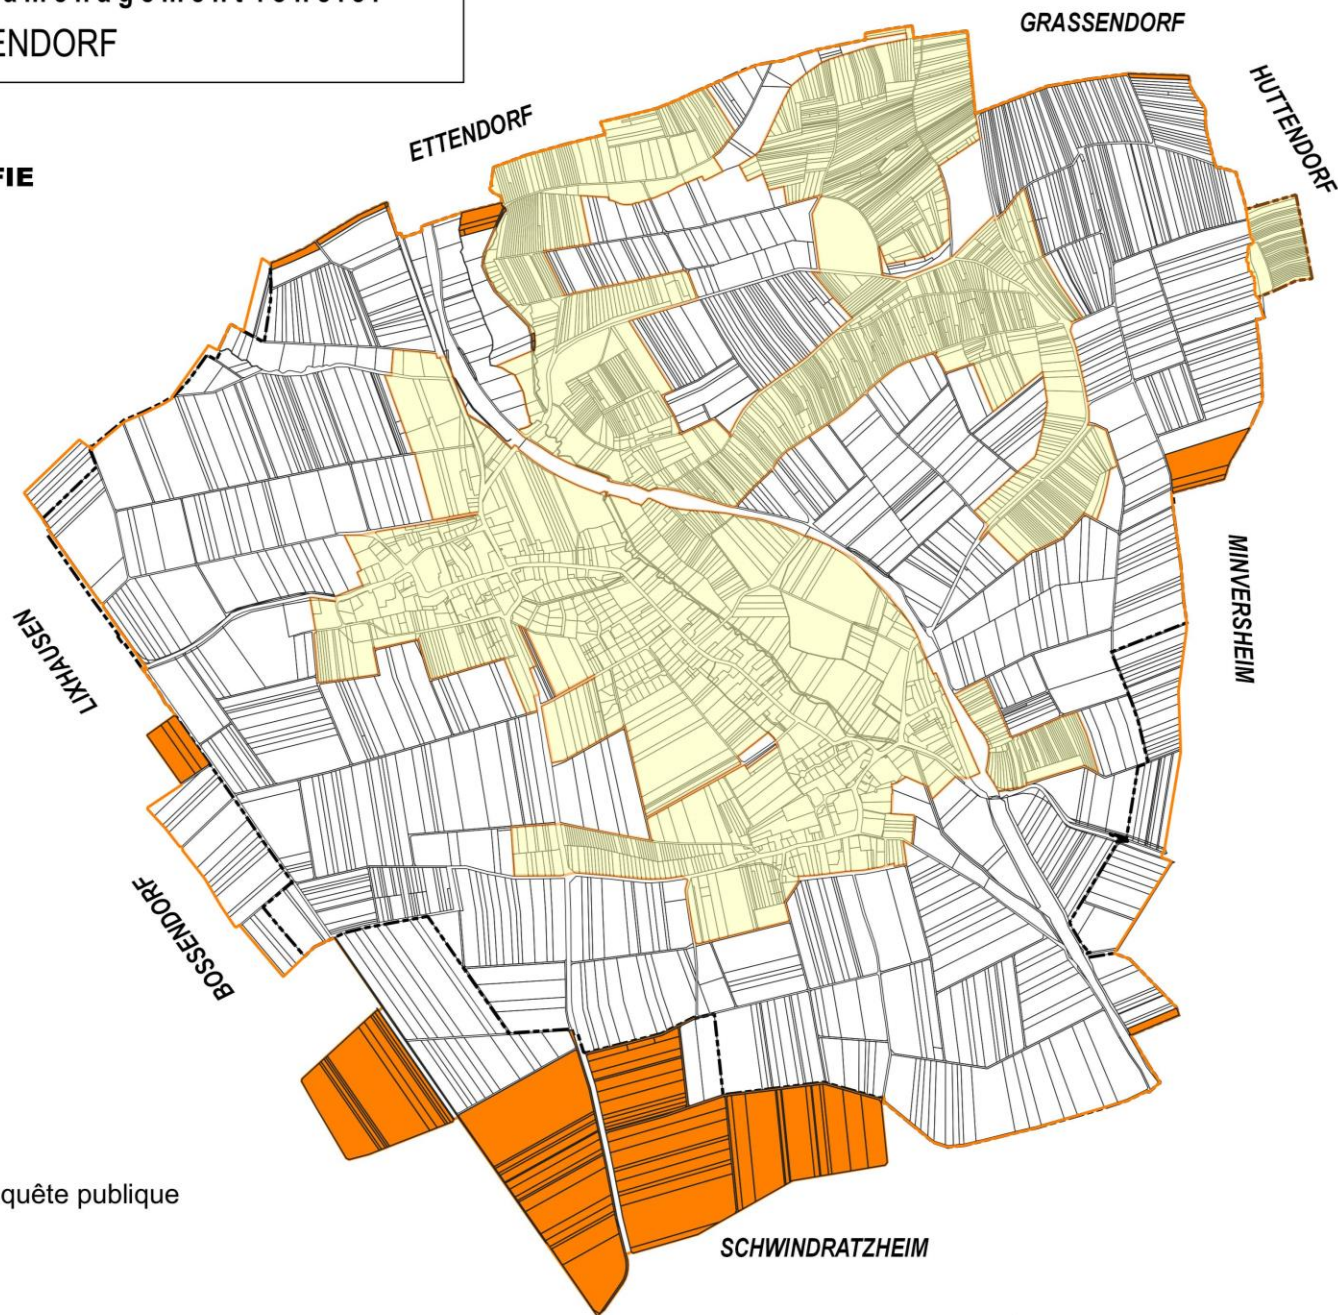 ENDORF
GRASSENDORF
HUTTENDORF
ETTENDORF
FIE
MINVERSHEIM
LIXHAUSEN
BOSSENDORF
quête publique
SCHWINDRATZHEIM